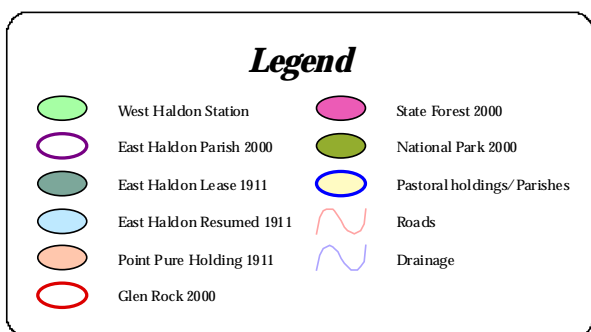 Legend
West Haldon Station
East Haldon Parish 2000
East Haldon Lease 1911
East Haldon Resumed 1911
Point Pure Holding 1911
Glen Rock 2000
State Forest 2000
National Park 2000
Pastoral holdings/Parishes
Roads
Drainage